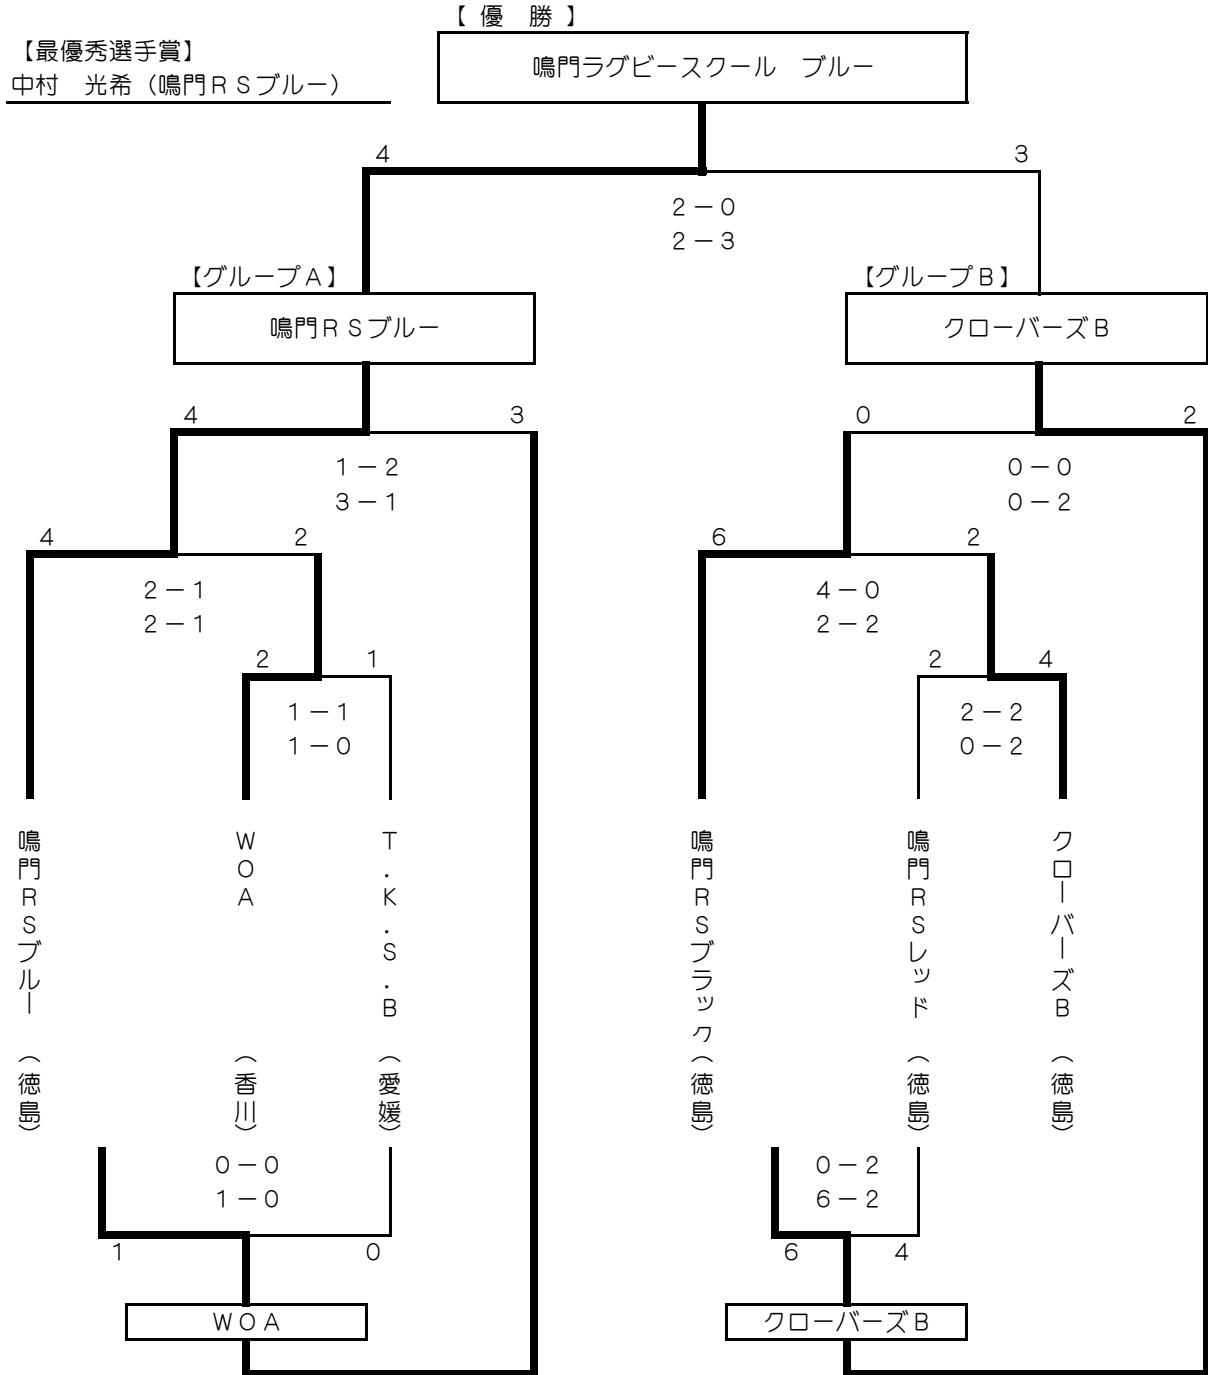 【 優　勝 】
【最優秀選手賞】
鳴門ラグビースクール　ブルー
中村　光希（鳴門ＲＳブルー）
4
3
２－０
２－３
【グループＡ】
【グループＢ】
鳴門ＲＳブルー
クローバーズＢ
4
3
0
2
１－２
３－１
０－０
０－２
4
2
6
2
２－１
２－１
４－０
２－２
2
1
2
4
１－１
１－０
２－２
０－２
鳴門ＲＳブルー（徳島）
ＷＯＡ（香川）
Ｔ．Ｋ．Ｓ．Ｂ（愛媛）
鳴門ＲＳブラック（徳島）
鳴門ＲＳレッド（徳島）
クローバーズＢ（徳島）
０－０
１－０
０－２
６－２
1
0
6
4
ＷＯＡ
クローバーズＢ